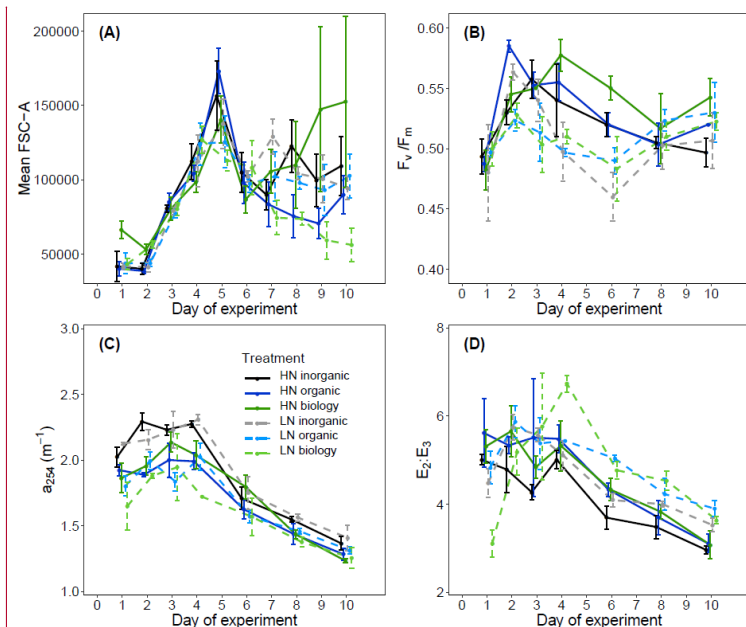 (A)
200000
150000
100000
50000
Mean FSC−A
0 1 2 3 4 5 6 7 8 9 10
Day of experiment
(B)
0.60
0.55
0.50
0.45
0.40
Fv /Fm
0 1 2 3 4 5 6 7 8 9 10
Day of experiment
(C)
3.0
2.5
2.0
1.5
1.0
a254 (m−1)
Treatment
HN inorganic
HN organic
HN biology
LN inorganic
LN organic
LN biology
0 1 2 3 4 5 6 7 8 9 10
Day of experiment
(D)
8
6
4
2
E2:E3
0 1 2 3 4 5 6 7 8 9 10
Day of experiment